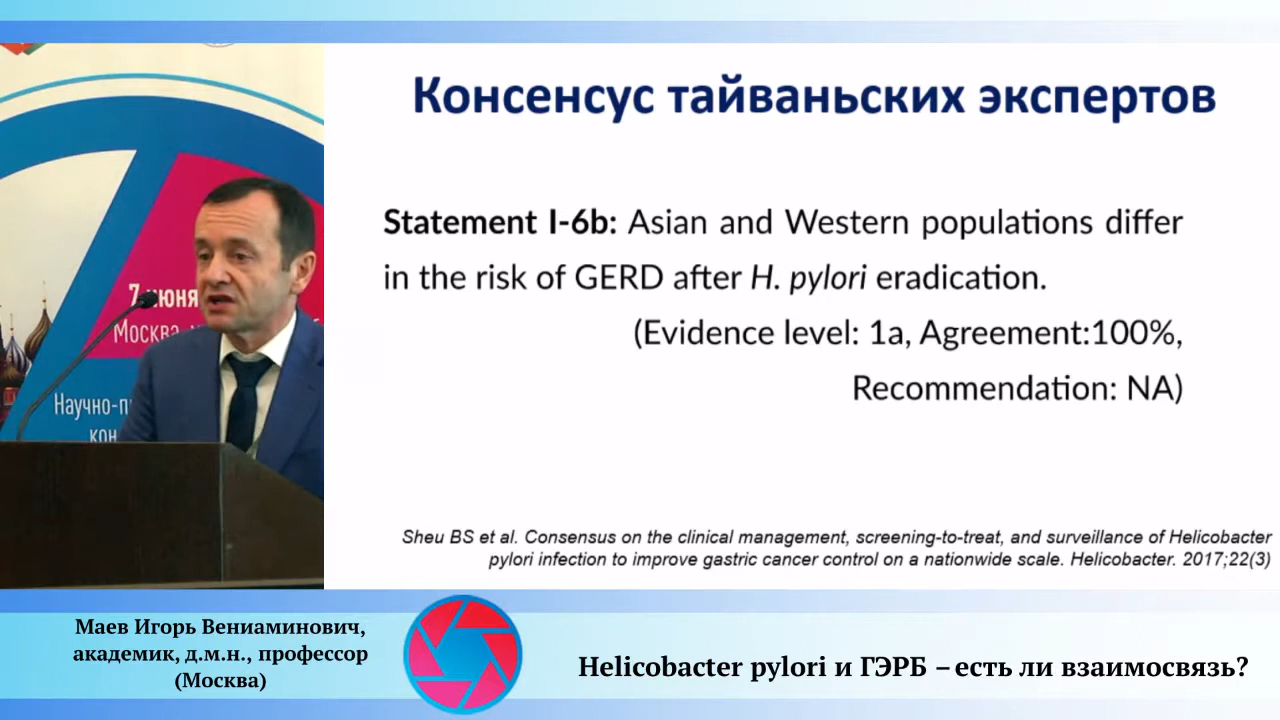 Консенсус тайваньских экспертов
Statement I-6b: Asian and Western populations differ
in the risk of GERD after H. pylori eradication.
(Evidence level: 1a, Agreement:100%,
Recommendation: NA)
Sheu BS et al. Consensus on the clinical management, screening-to-treat, and surveillance of Helicobacter
pylori infection to improve gastric cancer control on a nationwide scale. Helicobacter. 2017;22(3)
7 июня
Москва
Научно-п
кон
Маев Игорь Вениаминович,
академик, д.м.н., профессор
(Москва)
Helicobacter pylori и ГЭРБ – есть ли взаимосвязь?